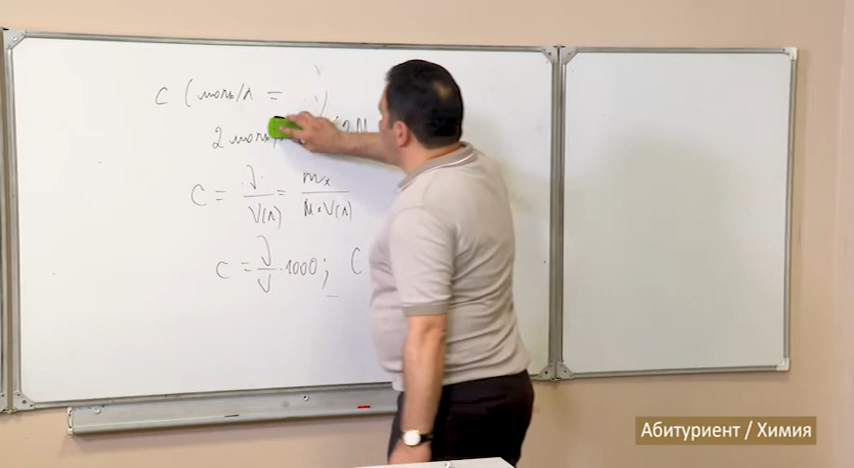 C (моль/л =
2 моль
C = ν / V(л) = mx / M·V(л)
C = ν / V · 1000; C
Абитуриент / Химия